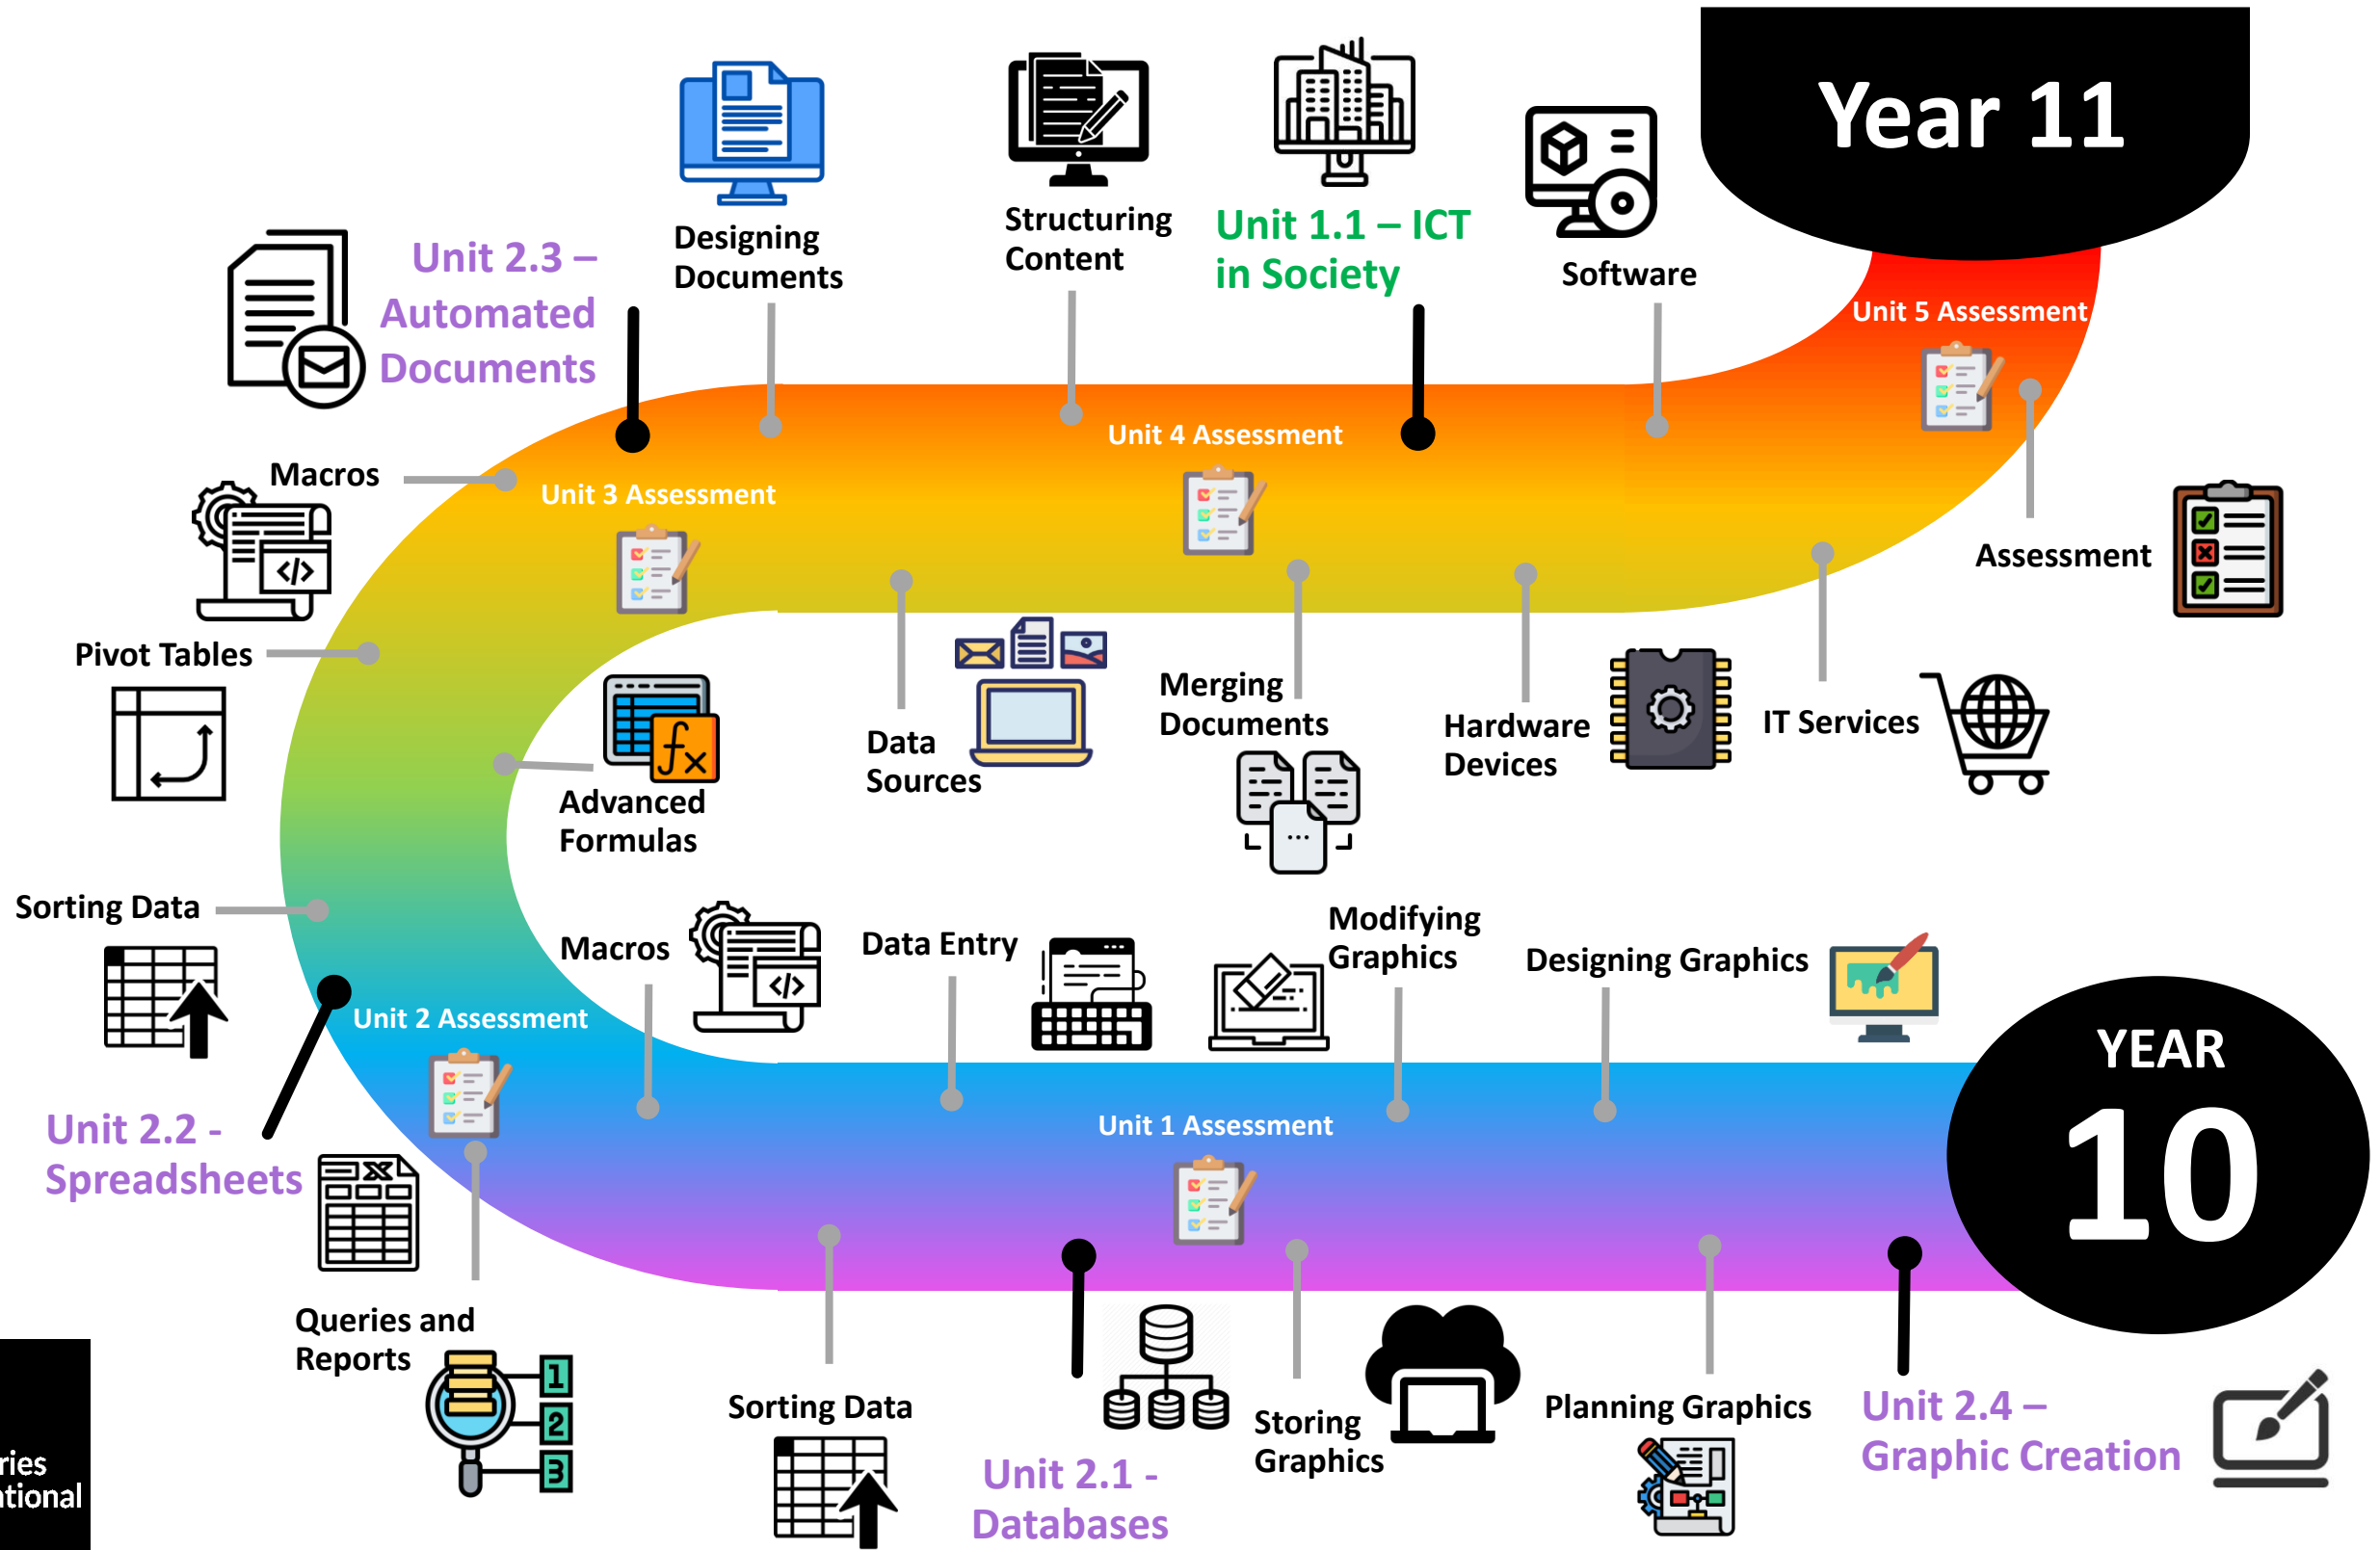 Year 11
Designing
Documents
Structuring
Content
Unit 1.1 – ICT
in Society
Software
Unit 2.3 –
Automated
Documents
Unit 5 Assessment
Unit 4 Assessment
Macros
Unit 3 Assessment
Assessment
Pivot Tables
Advanced
Formulas
Data
Sources
Merging
Documents
Hardware
Devices
IT Services
Sorting Data
Macros
Data Entry
Modifying
Graphics
Designing Graphics
Unit 2 Assessment
YEAR
10
Unit 2.2 -
Spreadsheets
Unit 1 Assessment
Queries and
Reports
1
2
3
Sorting Data
Unit 2.1 -
Databases
Storing
Graphics
Planning Graphics
Unit 2.4 –
Graphic Creation